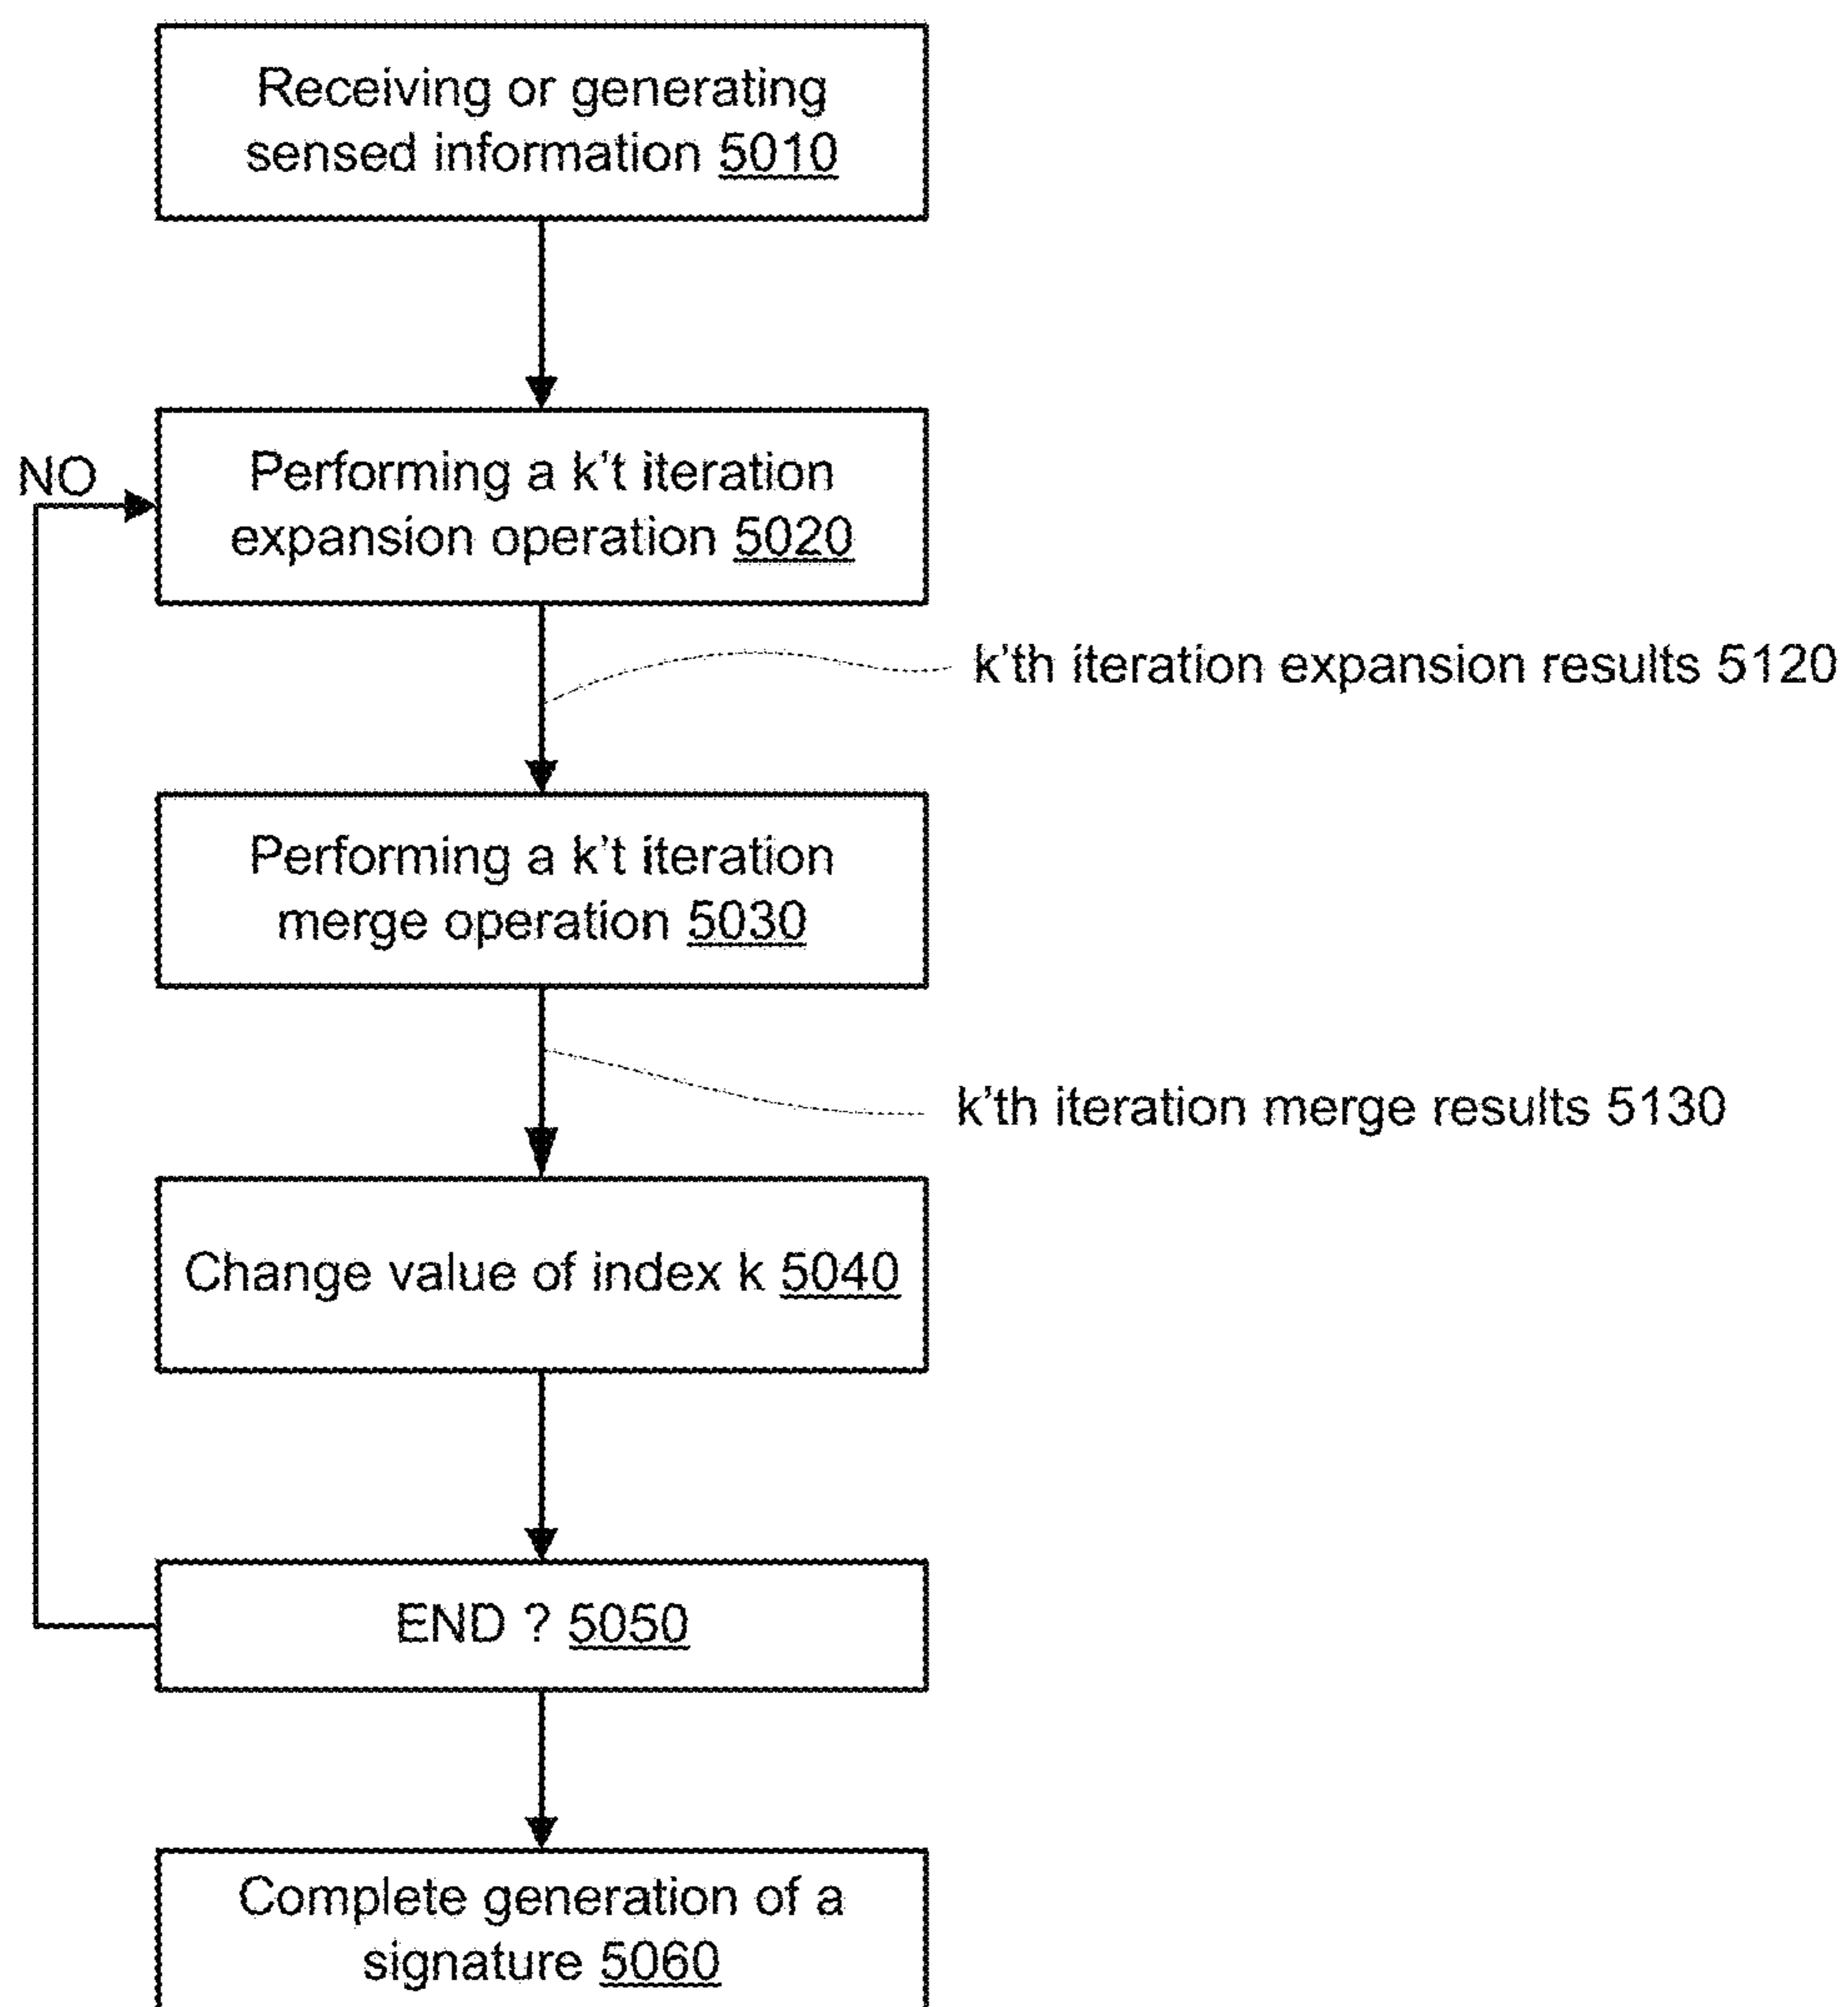 Receiving or generating
sensed information 5010
NO
Performing a k't iteration
expansion operation 5020
k'th iteration expansion results 5120
Performing a k't iteration
merge operation 5030
k'th iteration merge results 5130
Change value of index k 5040
END ? 5050
Complete generation of a
signature 5060